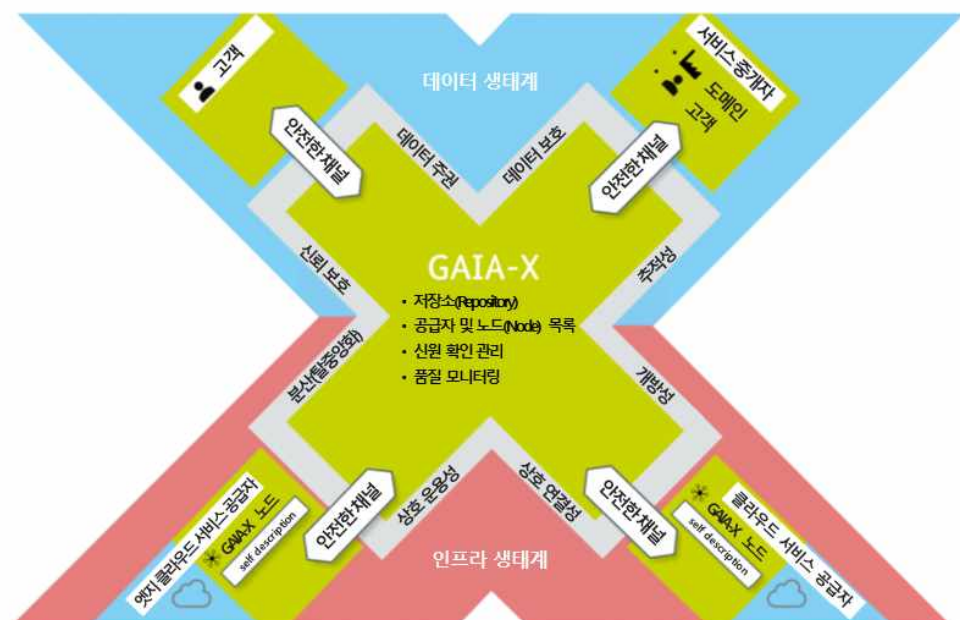 고객
서비스 중개자
도메인
고객
데이터 생태계
안전한 채널
안전한 채널
데이터 주권
데이터 보호
신뢰 보호
추적성
GAIA-X
• 저장소(Repository)
• 공급자 및 노드(Node) 목록
• 신원 확인 관리
• 품질 모니터링
분산(탈중앙화)
개방성
상호 운용성
상호 연결성
안전한 채널
안전한 채널
엣지 클라우드 서비스 공급자
GAIA-X 노드
self description
인프라 생태계
클라우드 서비스 공급자
GAIA-X 노드
self description